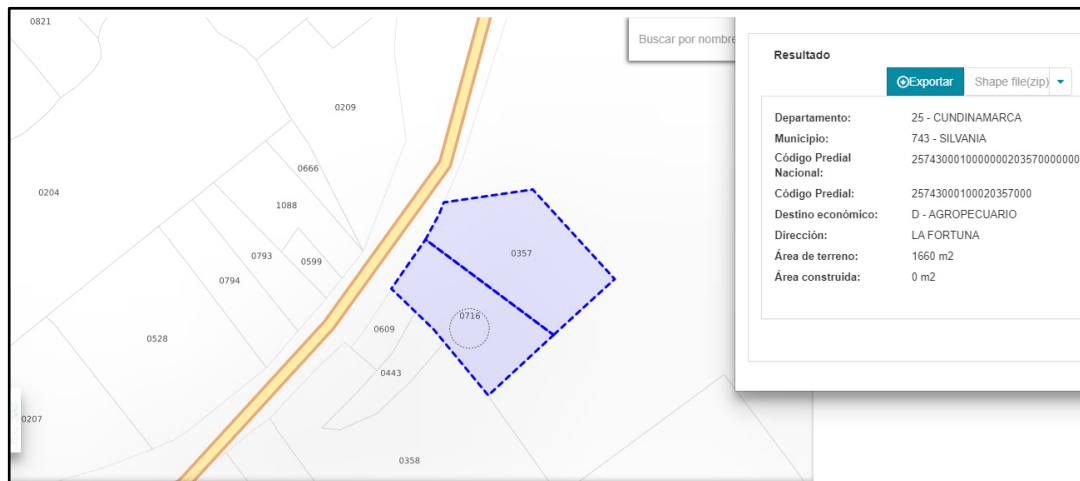 0821
0209
0666
0204
1088
0793
0599
0794
0357
0716
0609
0528
0443
0207
0358
Buscar por nombre
Resultado
Exportar Shape file(zip)
Departamento: 25 - CUNDINAMARCA
Municipio: 743 - SILVANIA
Código Predial 2574300010000000203570000000
Nacional:
Código Predial: 25743000100020357000
Destino económico: D - AGROPECUARIO
Dirección: LA FORTUNA
Área de terreno: 1660 m2
Área construida: 0 m2